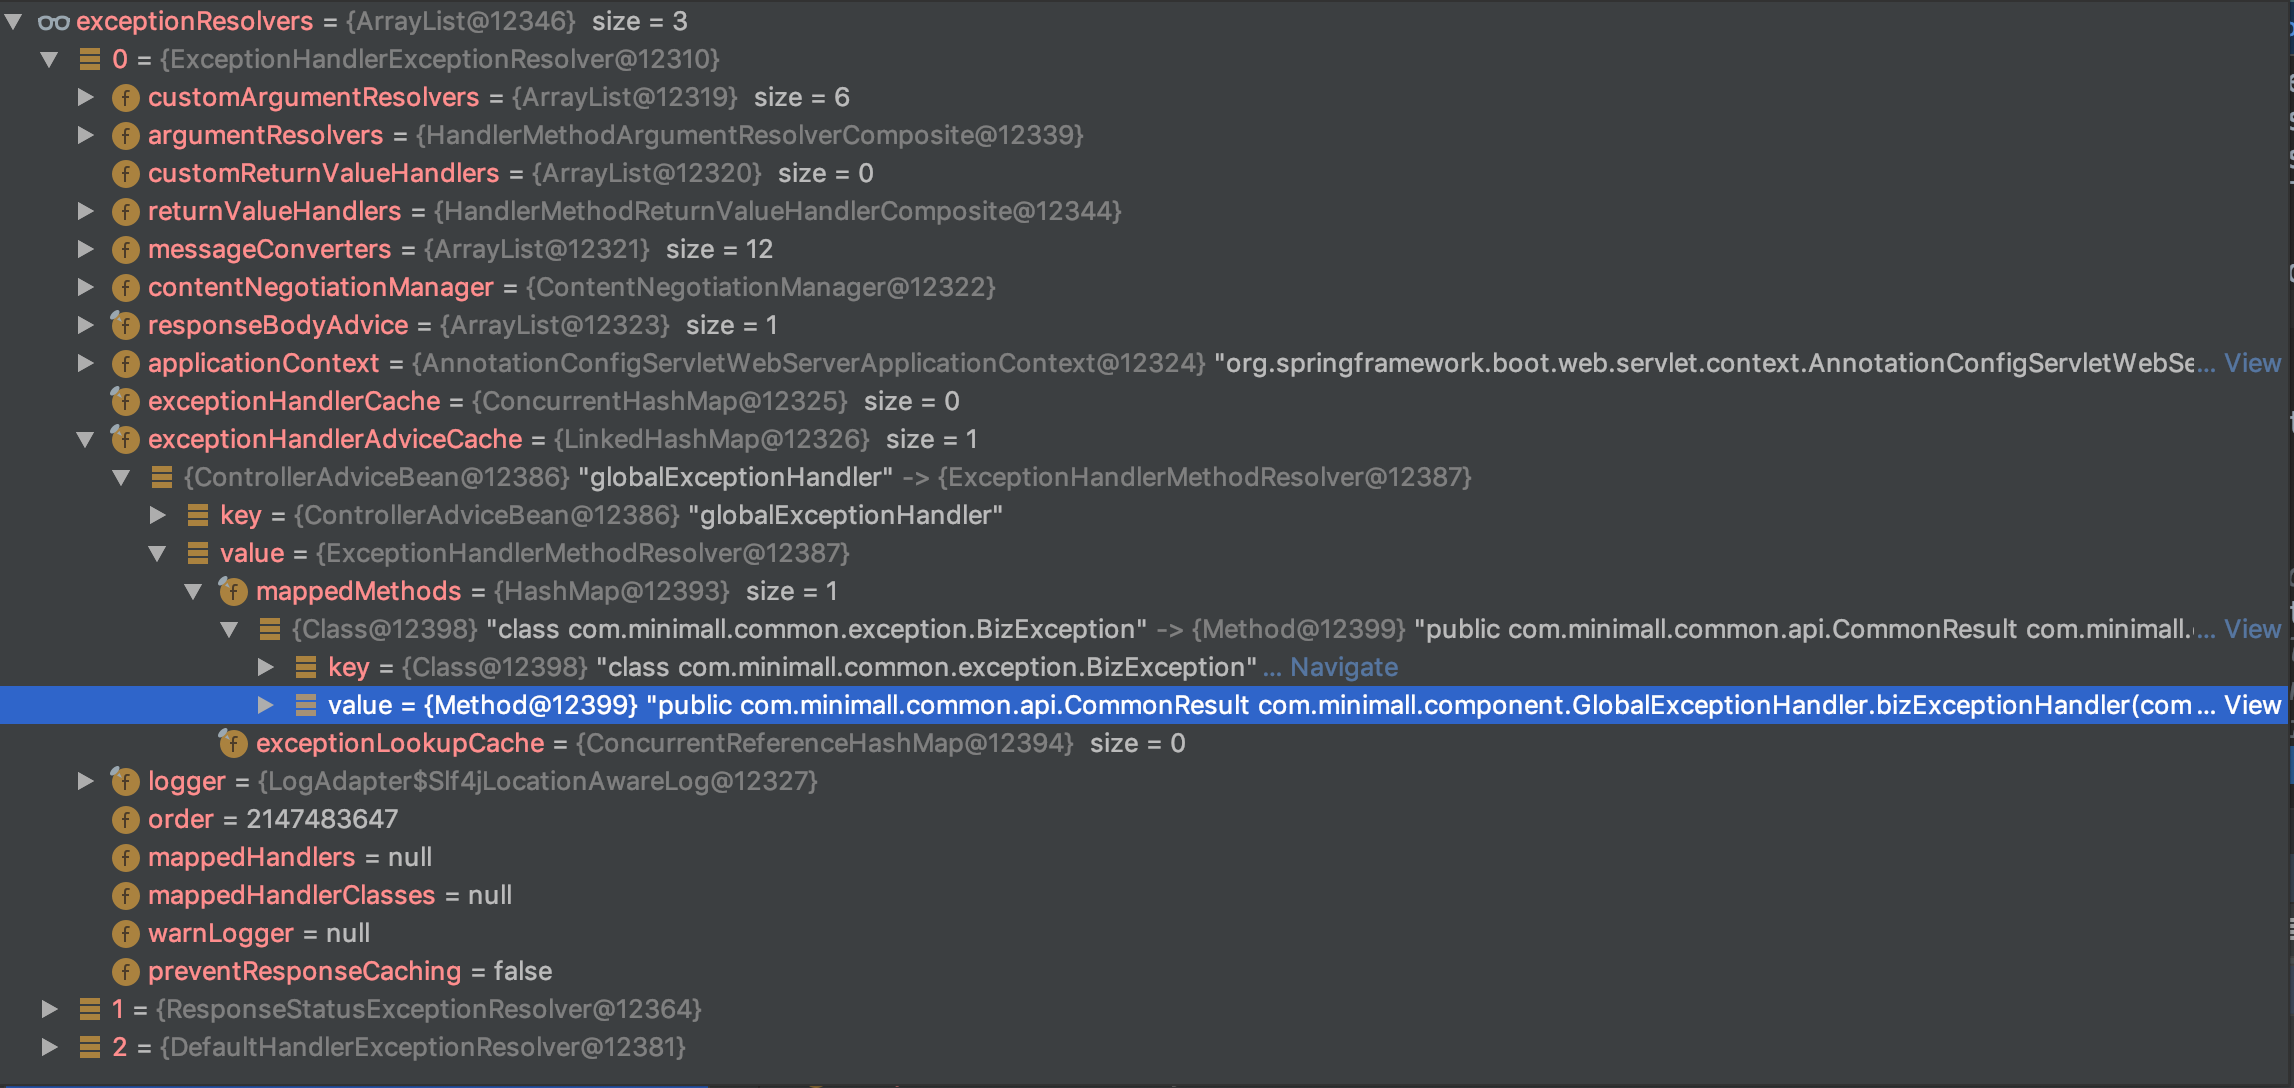 exceptionResolvers = {ArrayList@12346} size = 3
0 = {ExceptionHandlerExceptionResolver@12310}
customArgumentResolvers = {ArrayList@12319} size = 6
argumentResolvers = {HandlerMethodArgumentResolverComposite@12339}
customReturnValueHandlers = {ArrayList@12320} size = 0
returnValueHandlers = {HandlerMethodReturnValueHandlerComposite@12344}
messageConverters = {ArrayList@12321} size = 12
contentNegotiationManager = {ContentNegotiationManager@12322}
responseBodyAdvice = {ArrayList@12323} size = 1
applicationContext = {AnnotationConfigServletWebServerApplicationContext@12324} "org.springframework.boot.web.servlet.context.AnnotationConfigServletWebSe... View
exceptionHandlerCache = {ConcurrentHashMap@12325} size = 0
exceptionHandlerAdviceCache = {LinkedHashMap@12326} size = 1
{ControllerAdviceBean@12386} "globalExceptionHandler" -> {ExceptionHandlerMethodResolver@12387}
key = {ControllerAdviceBean@12386} "globalExceptionHandler"
value = {ExceptionHandlerMethodResolver@12387}
mappedMethods = {HashMap@12393} size = 1
{Class@12398} "class com.minimall.common.exception.BizException" -> {Method@12399} "public com.minimall.common.api.CommonResult com.minimall.... View
key = {Class@12398} "class com.minimall.common.exception.BizException" ... Navigate
value = {Method@12399} "public com.minimall.common.api.CommonResult com.minimall.component.GlobalExceptionHandler.bizExceptionHandler(com ... View
exceptionLookupCache = {ConcurrentReferenceHashMap@12394} size = 0
logger = {LogAdapter$Slf4jLocationAwareLog@12327}
order = 2147483647
mappedHandlers = null
mappedHandlerClasses = null
warnLogger = null
preventResponseCaching = false
1 = {ResponseStatusExceptionResolver@12364}
2 = {DefaultHandlerExceptionResolver@12381}